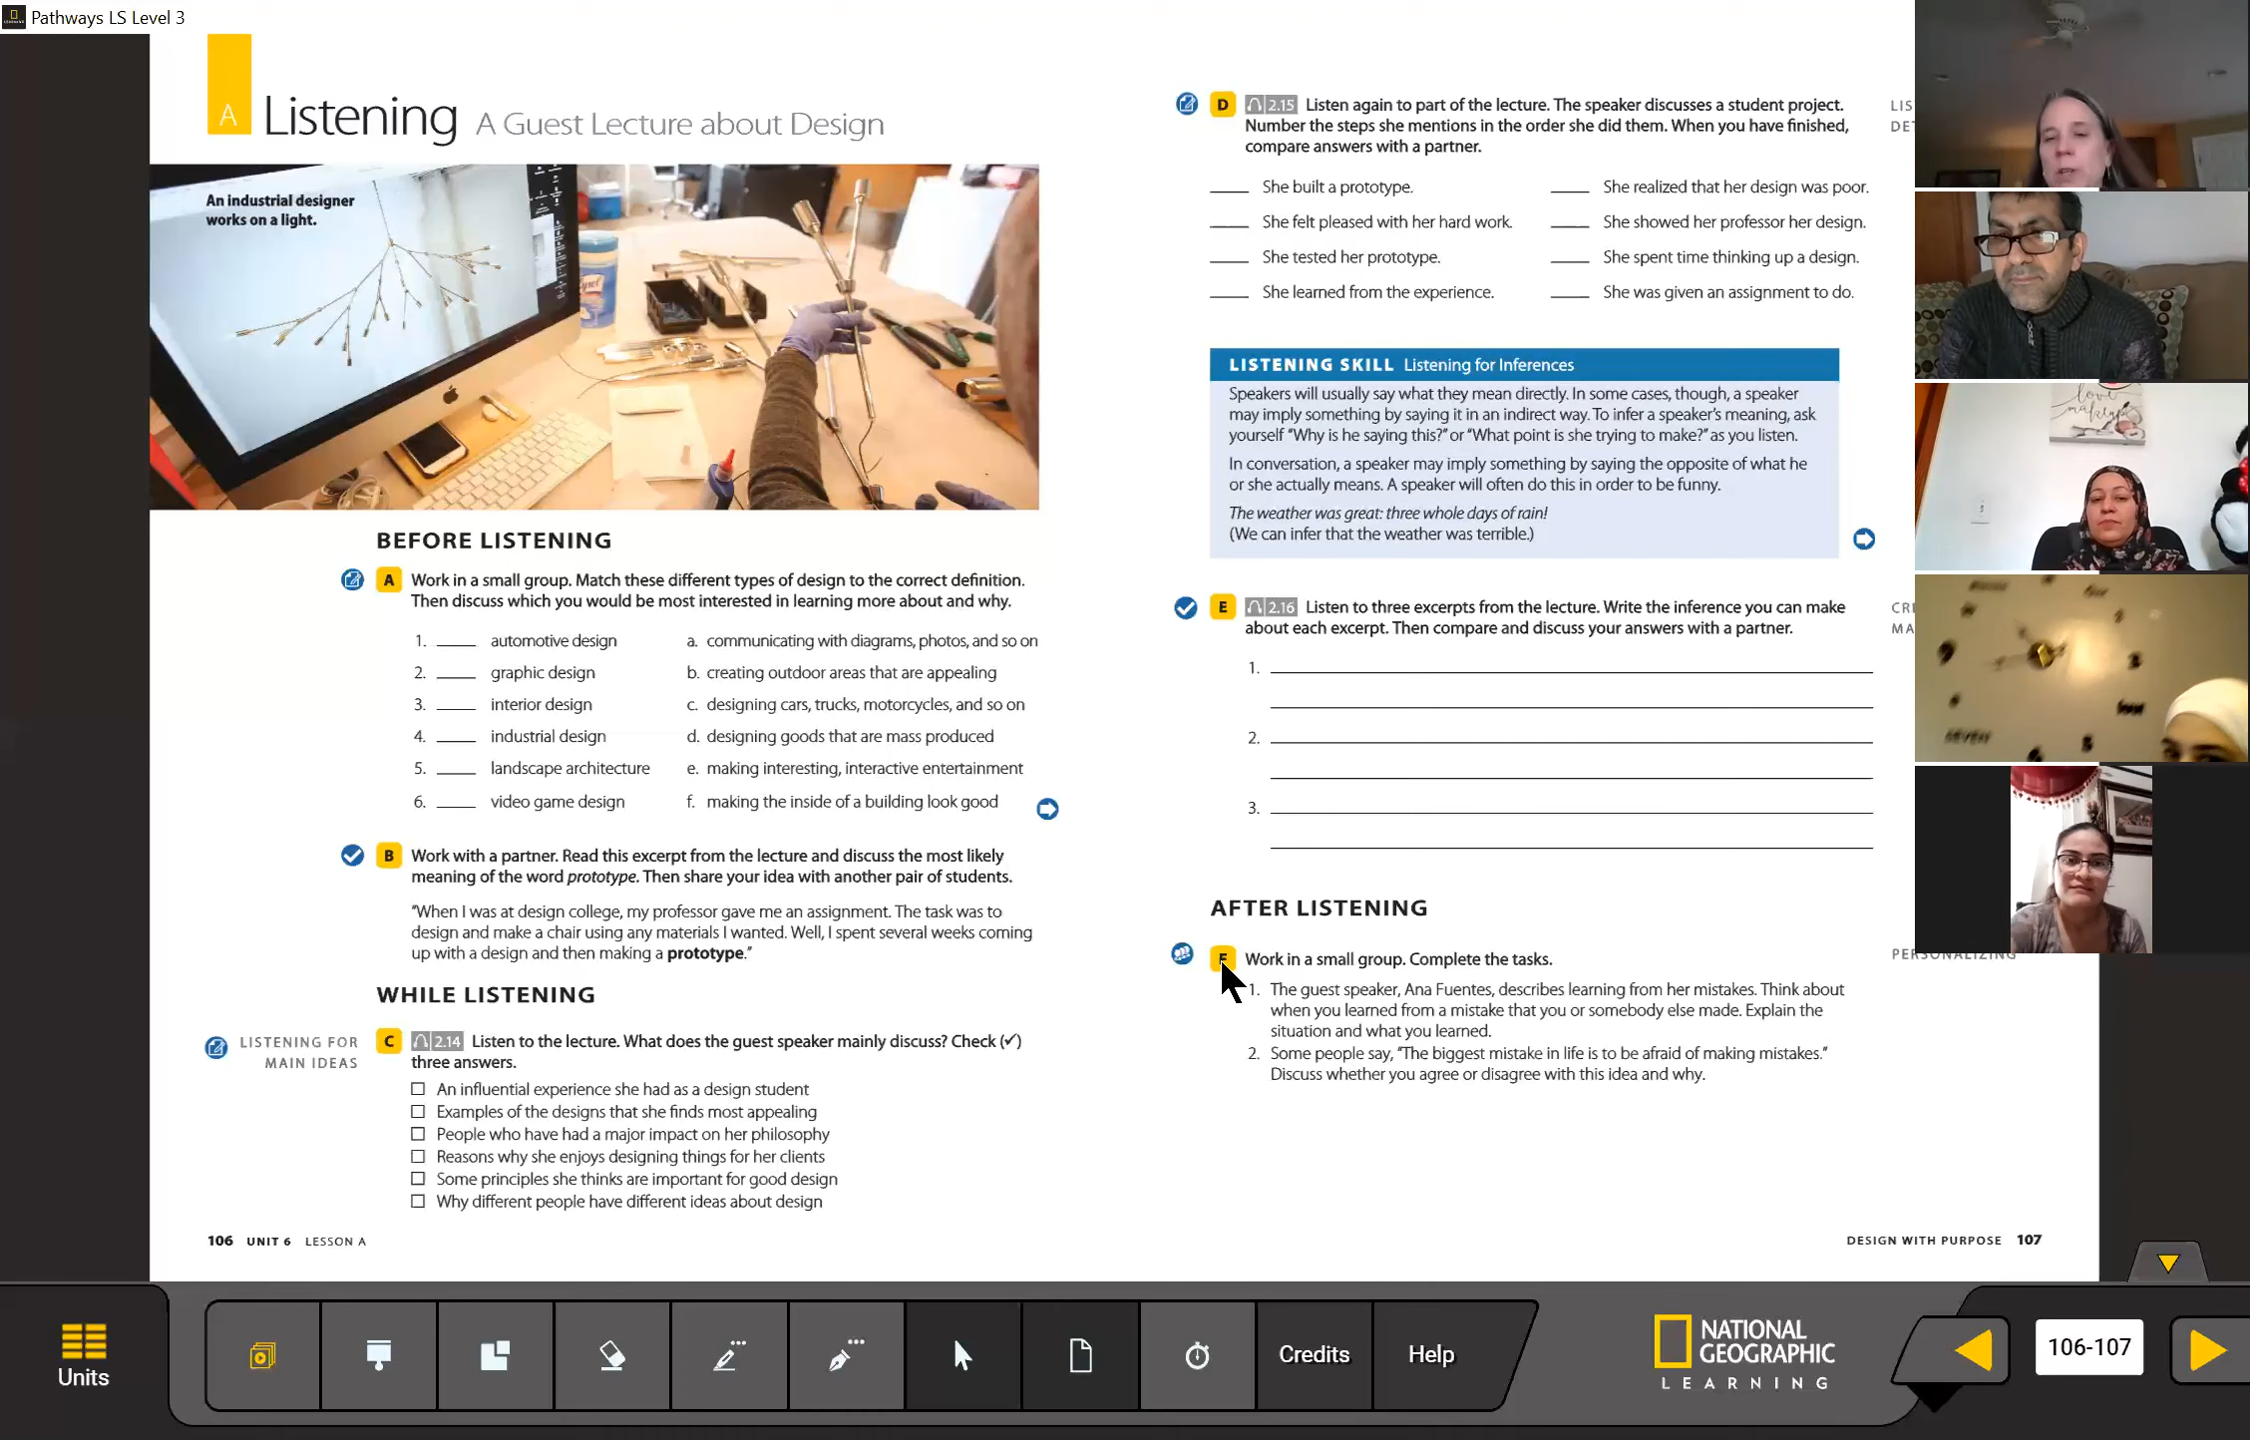 Pathways LS Level 3
A
Listening A Guest Lecture about Design
An industrial designer
works on a light.
BEFORE LISTENING
A Work in a small group. Match these different types of design to the correct definition.
Then discuss which you would be most interested in learning more about and why.
1. ____ automotive design a. communicating with diagrams, photos, and so on
2. ____ graphic design b. creating outdoor areas that are appealing
3. ____ interior design c. designing cars, trucks, motorcycles, and so on
4. ____ industrial design d. designing goods that are mass produced
5. ____ landscape architecture e. making interesting, interactive entertainment
6. ____ video game design f. making the inside of a building look good
B Work with a partner. Read this excerpt from the lecture and discuss the most likely
meaning of the word prototype. Then share your idea with another pair of students.
"When I was at design college, my professor gave me an assignment. The task was to
design and make a chair using any materials I wanted. Well, I spent several weeks coming
up with a design and then making a prototype."
WHILE LISTENING
LISTENING FOR
MAIN IDEAS
C 2.14 Listen to the lecture. What does the guest speaker mainly discuss? Check (✓)
three answers.
☐ An influential experience she had as a design student
☐ Examples of the designs that she finds most appealing
☐ People who have had a major impact on her philosophy
☐ Reasons why she enjoys designing things for her clients
☐ Some principles she thinks are important for good design
☐ Why different people have different ideas about design
106 UNIT 6 LESSON A
D 2.15 Listen again to part of the lecture. The speaker discusses a student project.
Number the steps she mentions in the order she did them. When you have finished,
compare answers with a partner.
LIS
DET
____ She built a prototype. ____ She realized that her design was poor.
____ She felt pleased with her hard work. ____ She showed her professor her design.
____ She tested her prototype. ____ She spent time thinking up a design.
____ She learned from the experience. ____ She was given an assignment to do.
LISTENING SKILL Listening for Inferences
Speakers will usually say what they mean directly. In some cases, though, a speaker
may imply something by saying it in an indirect way. To infer a speaker's meaning, ask
yourself "Why is he saying this?" or "What point is she trying to make?" as you listen.
In conversation, a speaker may imply something by saying the opposite of what he
or she actually means. A speaker will often do this in order to be funny.
The weather was great: three whole days of rain!
(We can infer that the weather was terrible.)
E 2.16 Listen to three excerpts from the lecture. Write the inference you can make
about each excerpt. Then compare and discuss your answers with a partner.
CRI
MA
1.
2.
3.
AFTER LISTENING
F Work in a small group. Complete the tasks.
PERSONALIZING
1. The guest speaker, Ana Fuentes, describes learning from her mistakes. Think about
when you learned from a mistake that you or somebody else made. Explain the
situation and what you learned.
2. Some people say, "The biggest mistake in life is to be afraid of making mistakes."
Discuss whether you agree or disagree with this idea and why.
DESIGN WITH PURPOSE 107
love
makeup
SEVEN
Units
Credits
Help
NATIONAL
GEOGRAPHIC
LEARNING
106-107